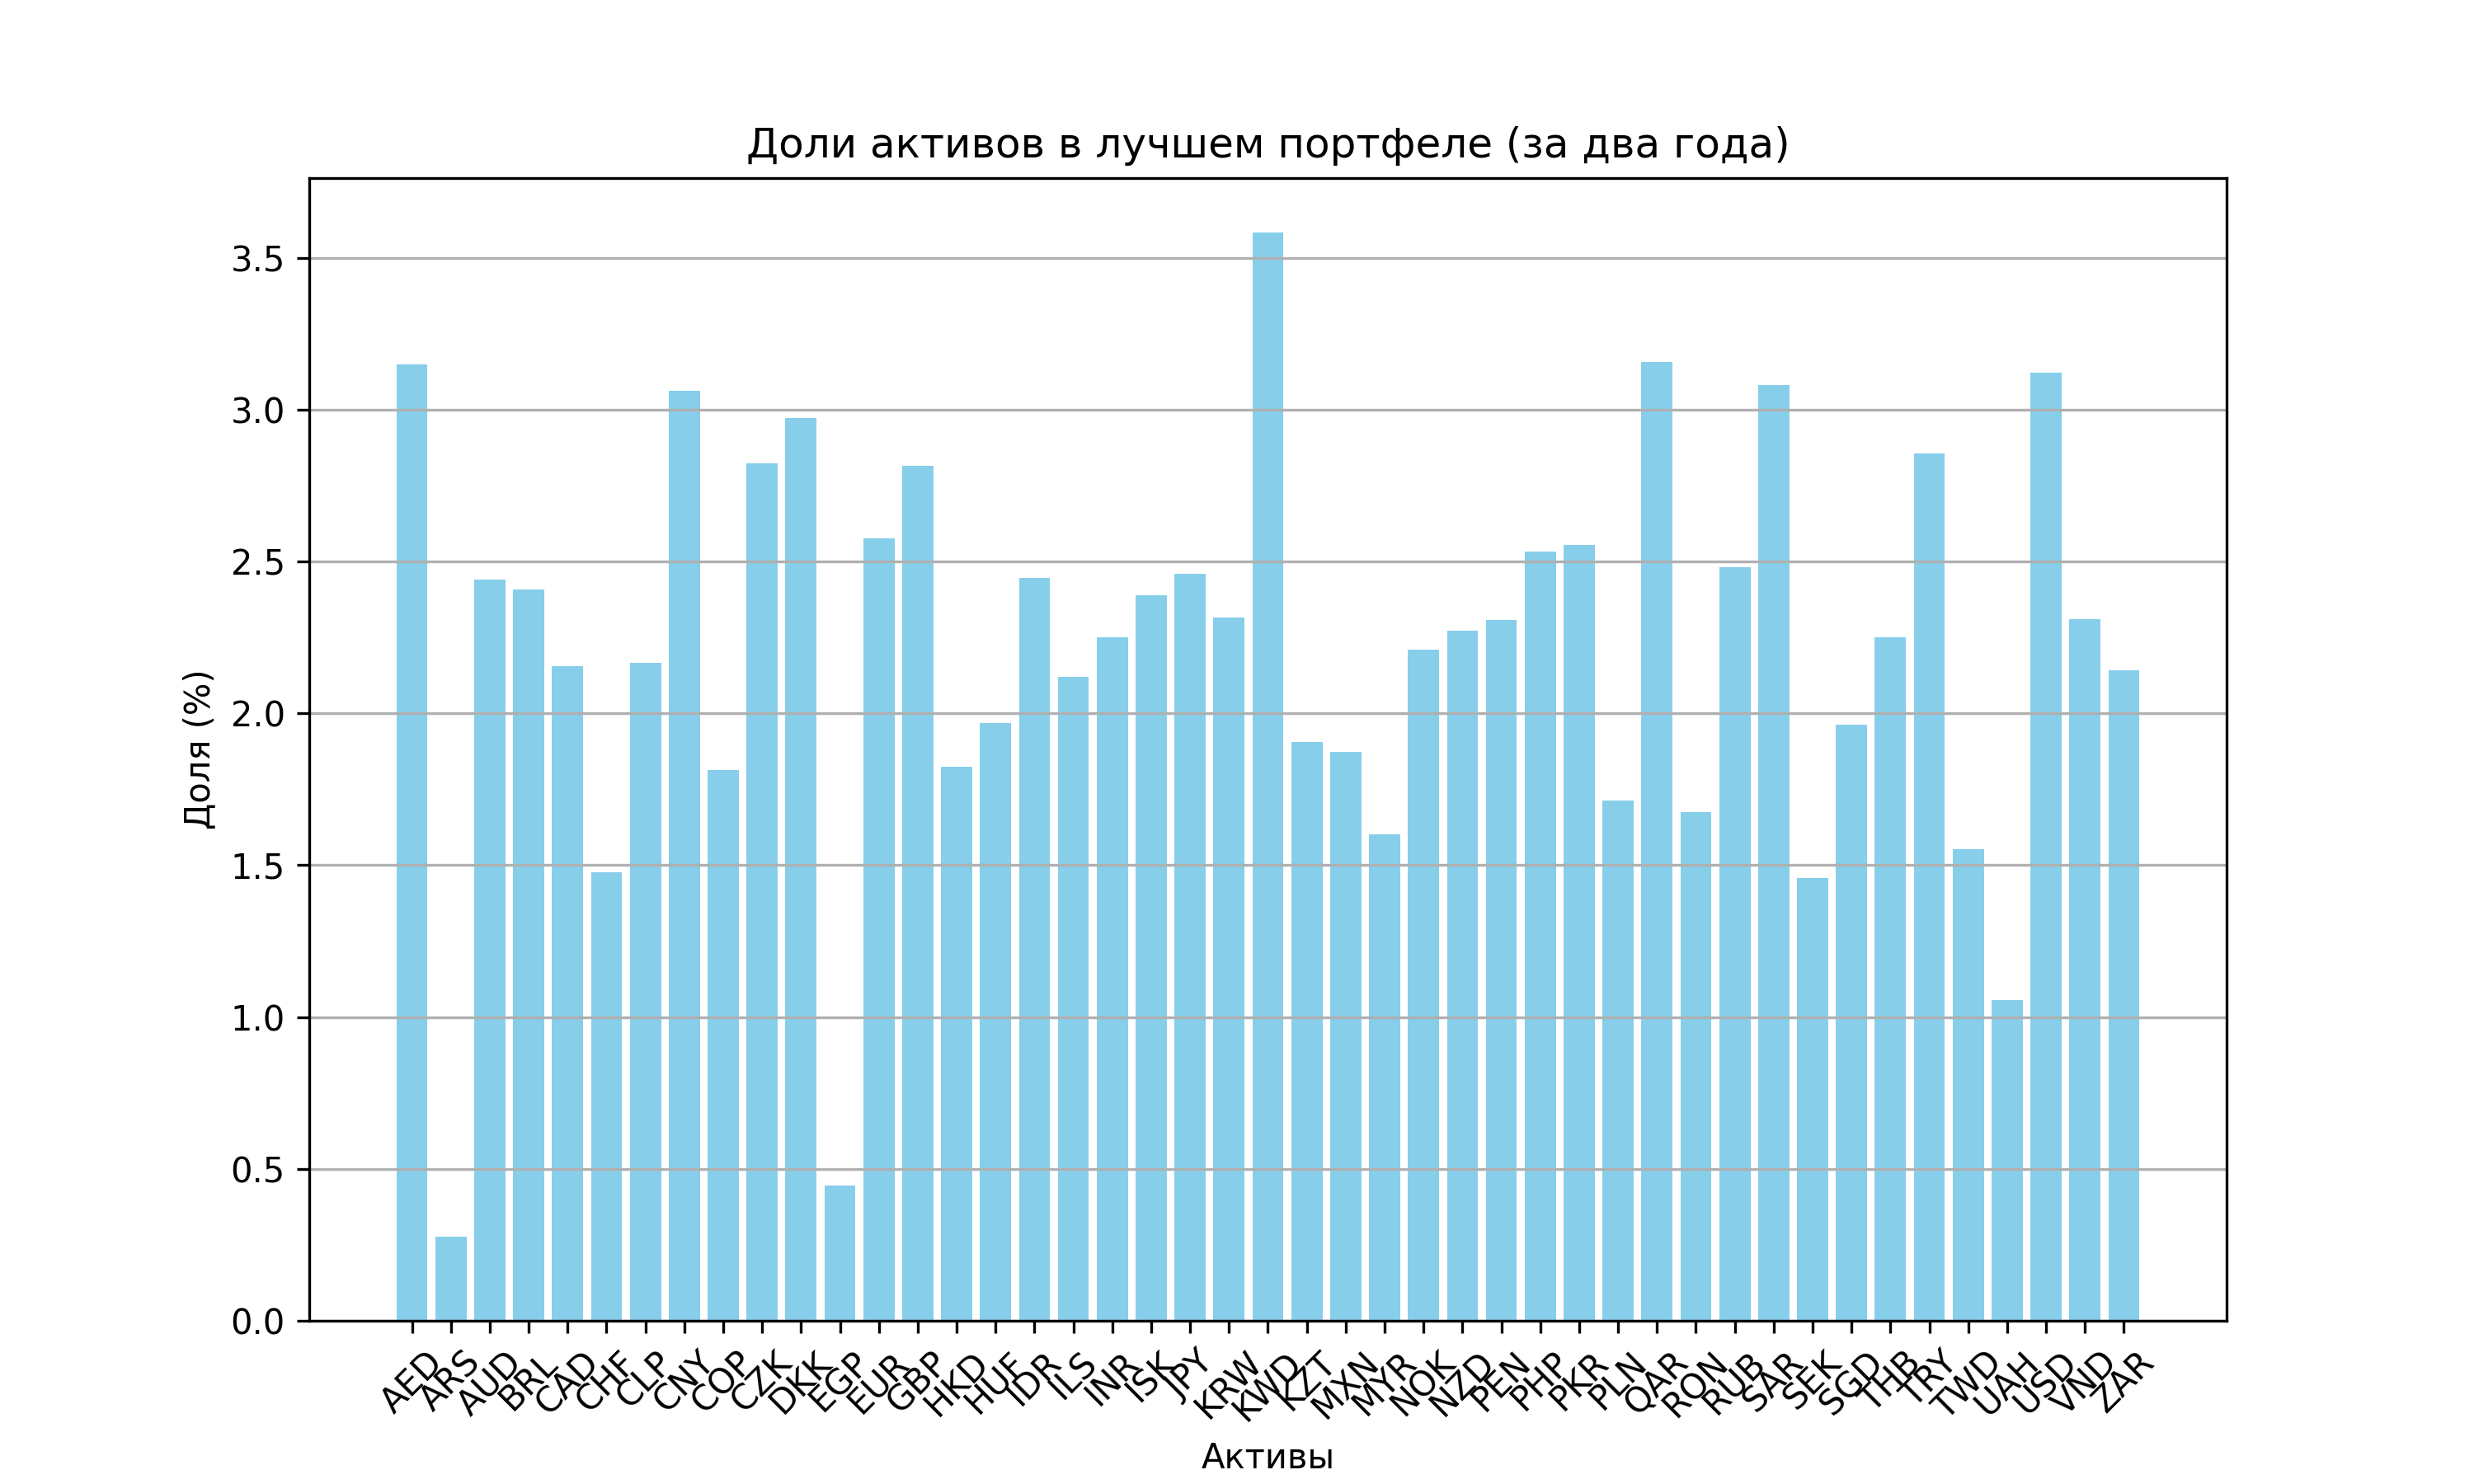 Доли активов в лучшем портфеле (за два года)
3.5
3.0
2.5
2.0
1.5
1.0
0.5
0.0
Доля (%)
AED
ARS
AUD
BRL
CAD
CHF
CLP
CNY
COP
CZK
DKK
EGP
EUR
GBP
HKD
HUF
IDR
ILS
INR
ISK
JPY
KRW
KWD
KZT
MXN
MYR
NOK
NZD
PEN
PHP
PKR
PLN
QAR
RON
RUB
SAR
SEK
SGD
THB
TRY
TWD
UAH
USD
VND
ZAR
Активы